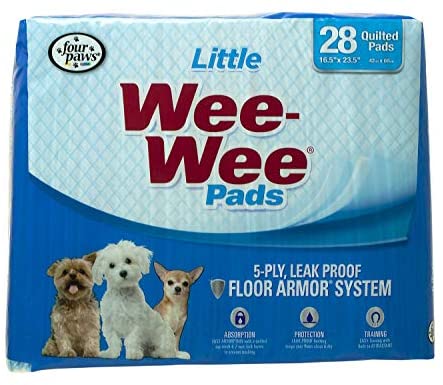 four
paws
Little
Wee-
Wee®
Pads
28 Quilted
Pads
16.5" x 23.5"
5-PLY, LEAK PROOF
FLOOR ARMOR® SYSTEM
ABSORPTION
PROTECTION
TRAINING